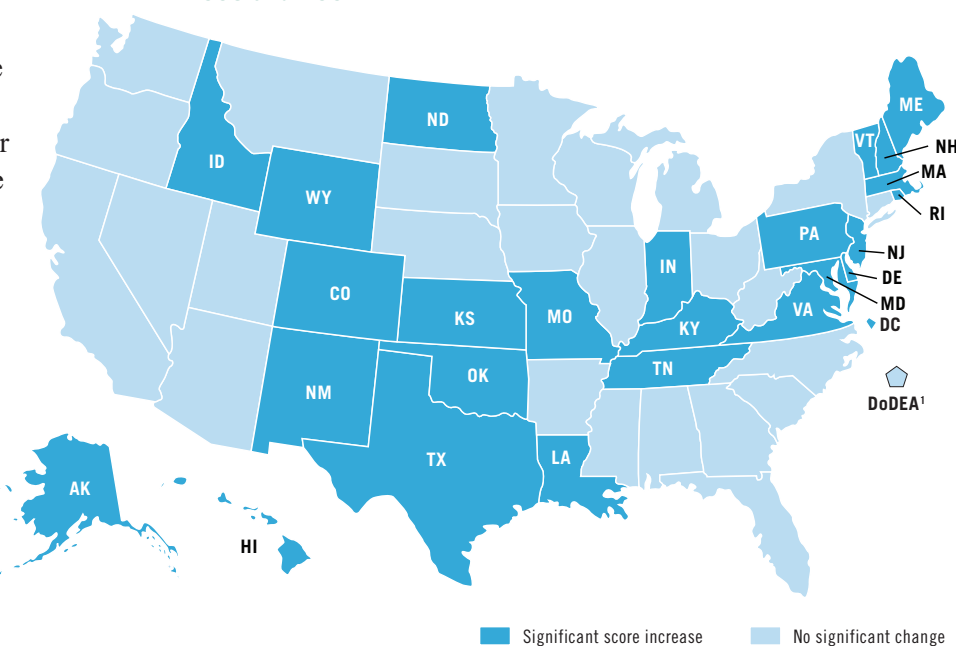 ME
ND
VT
NH
ID
MA
WY
RI
PA
NJ
IN
DE
CO
MD
VA
KS
MO
DC
KY
TN
OK
NM
DoDEA¹
TX
LA
AK
HI
Significant score increase
No significant change